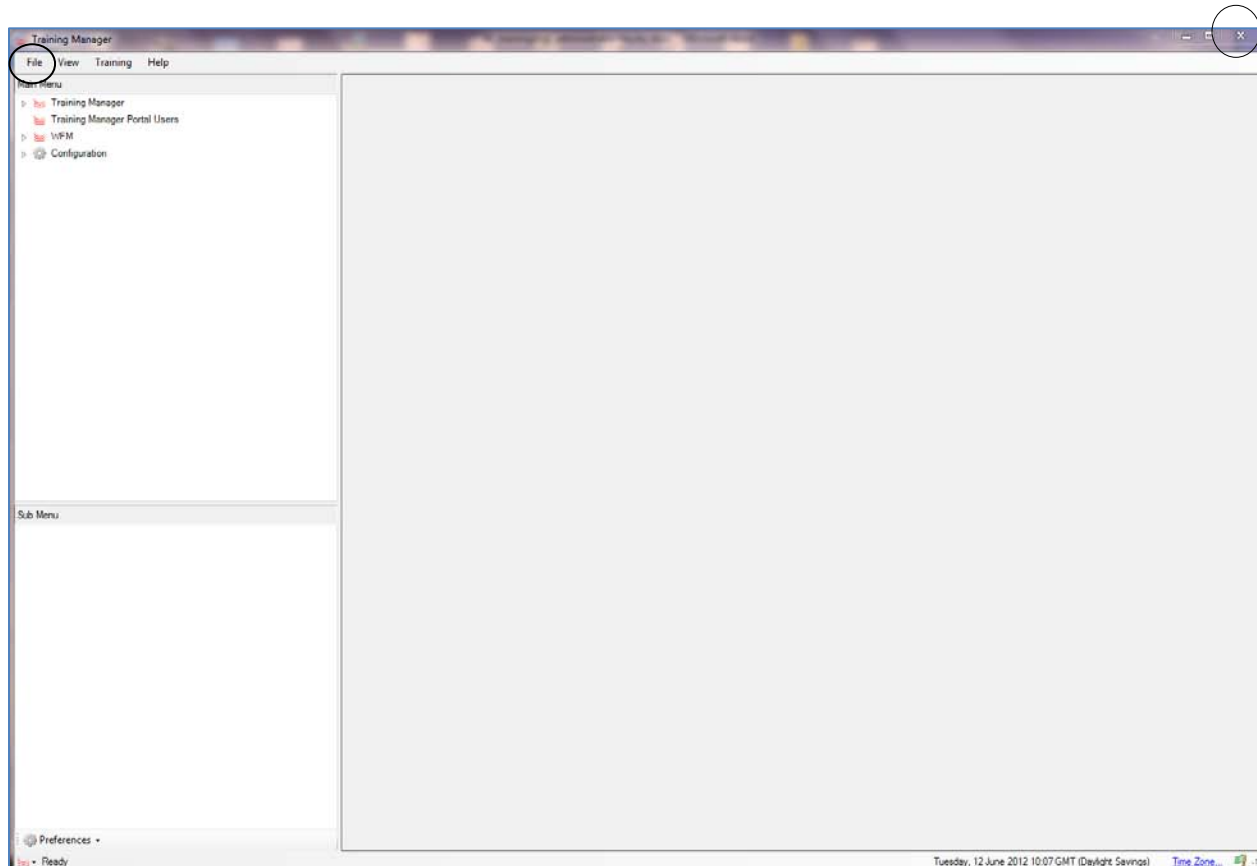 Training Manager
File View Training Help
Main Menu
Training Manager
Training Manager Portal Users
WFM
Configuration
Sub Menu
Preferences
Ready Tuesday, 12 June 2012 10:07 GMT (Daylight Savings) Time Zone...